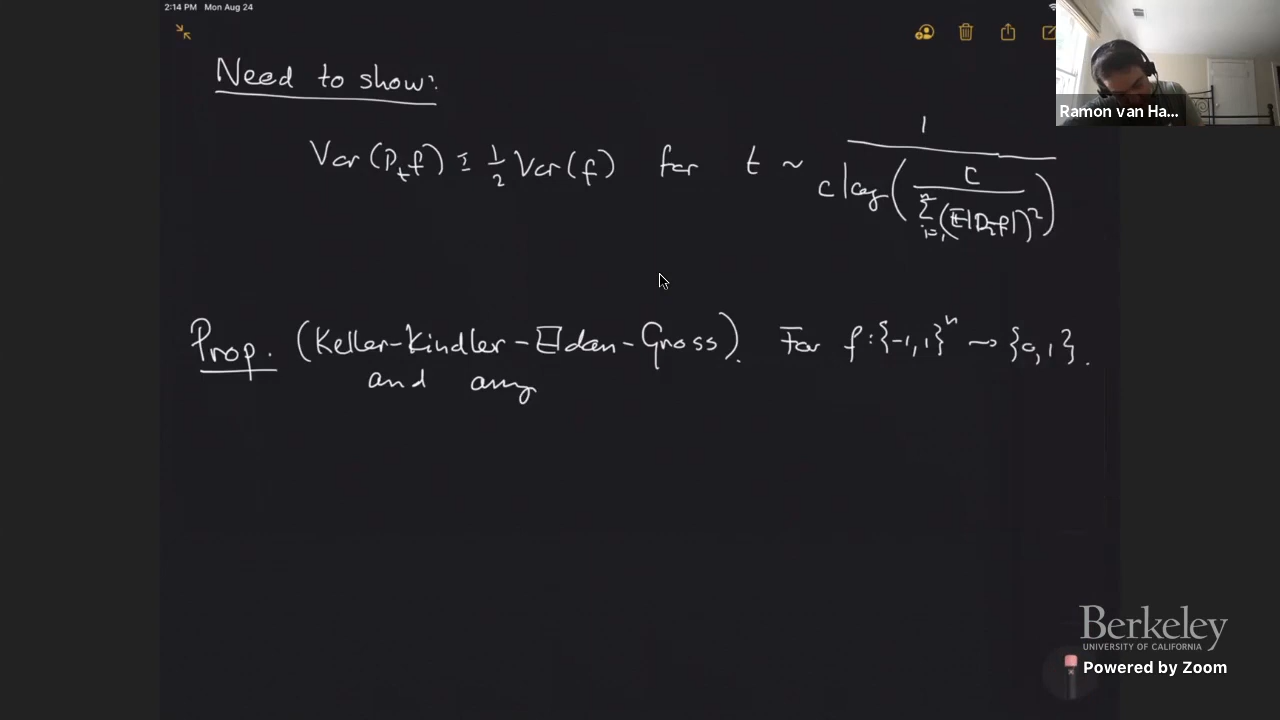 2:14 PM Mon Aug 24
Ramon van Ha...
Need to show:
Var(P_t f) ≤ 1/2 Var(f) for t ~ 1 / (c log(C / Σ_{i=1}^n (E|D_i f|)^2))
Prop. (Keller-Kindler-Eldan-Gross). For f:{-1,1}^n → {0,1}.
and any
Berkeley
UNIVERSITY OF CALIFORNIA
Powered by Zoom